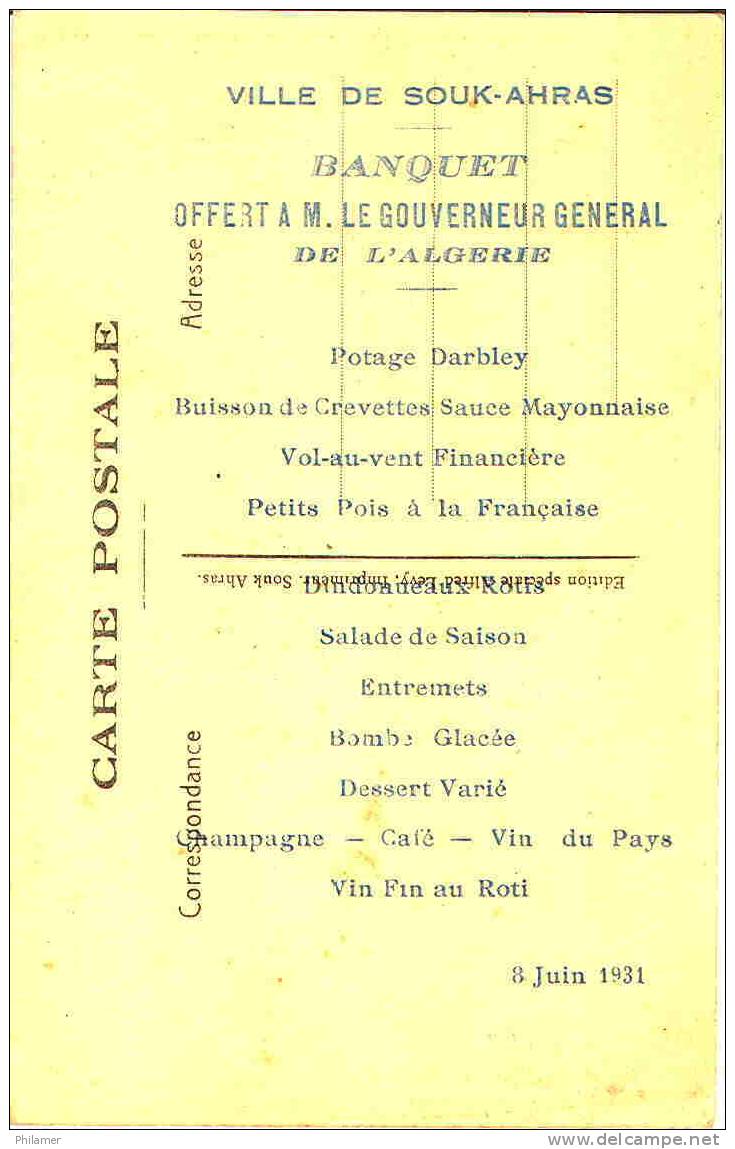 VILLE DE SOUK-AHRAS
BANQUET
OFFERT A M. LE GOUVERNEUR GENERAL
DE L'ALGERIE
Potage Darbley
Buisson de Crevettes Sauce Mayonnaise
Vol-au-vent Financière
Petits Pois à la Française
Dindonneaux Rotis
Salade de Saison
Entremets
Bombe Glacée
Dessert Varié
Champagne — Café — Vin du Pays
Vin Fin au Roti
8 Juin 1931
CARTE POSTALE
Adresse
Correspondance
Edition spéciale Alfred Lévy, Imprimeur. Souk Ahras.
Philamer
www.delcampe.net